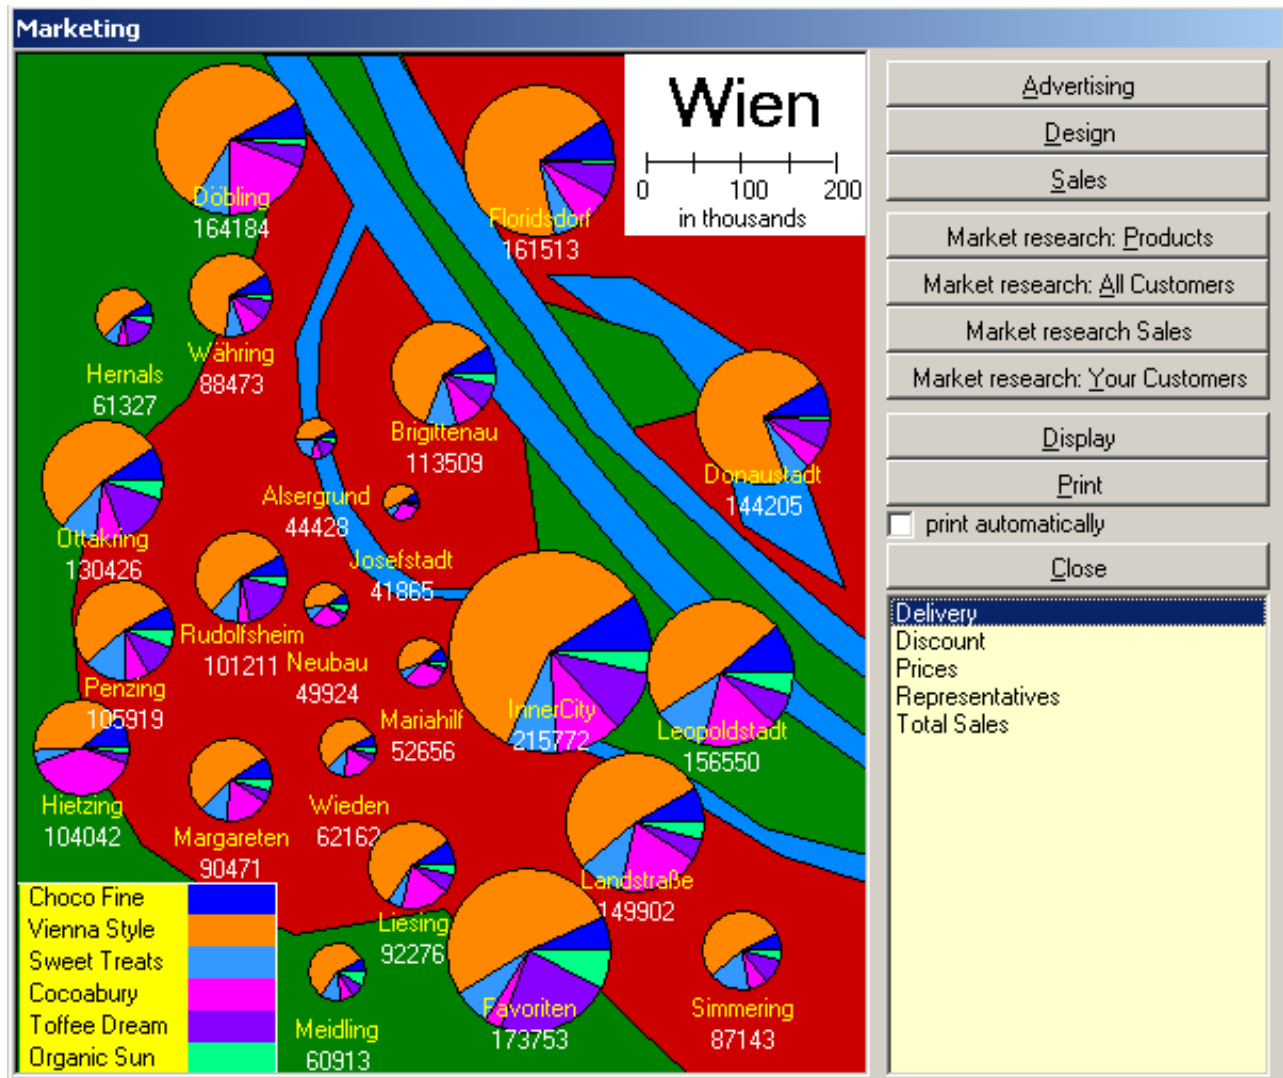 Marketing
Wien
0 100 200
in thousands
Döbling
164184
Floridsdorf
161513
Hernals
61327
Währing
88473
Brigittenau
113509
Donaustadt
144205
Alsergrund
44428
Josefstadt
41865
Ottakring
130426
Rudolfsheim
101211
Neubau
49924
Penzing
105919
Mariahilf
52656
InnerCity
215772
Leopoldstadt
156550
Hietzing
104042
Margareten
90471
Wieden
62162
Landstraße
149902
Liesing
92276
Favoriten
173753
Simmering
87143
Meidling
60913
Choco Fine
Vienna Style
Sweet Treats
Cocoabury
Toffee Dream
Organic Sun
Advertising
Design
Sales
Market research: Products
Market research: All Customers
Market research Sales
Market research: Your Customers
Display
Print
print automatically
Close
Delivery
Discount
Prices
Representatives
Total Sales